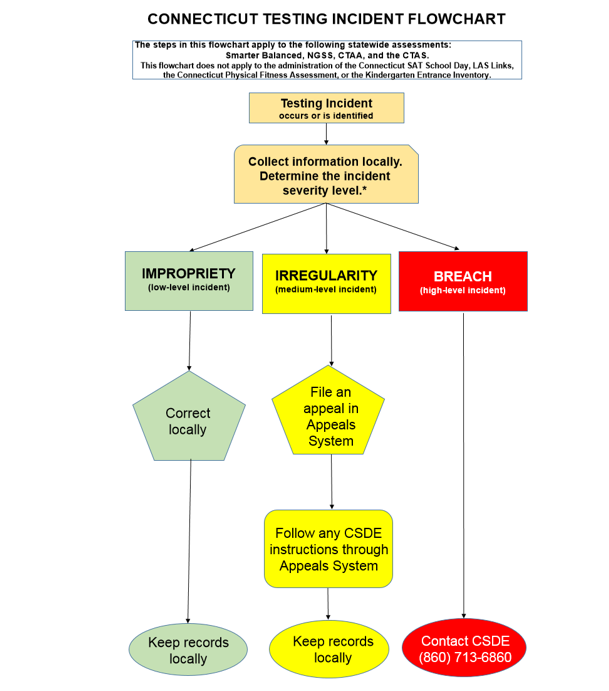 CONNECTICUT TESTING INCIDENT FLOWCHART
The steps in this flowchart apply to the following statewide assessments:
Smarter Balanced, NGSS, CTAA, and the CTAS.
This flowchart does not apply to the administration of the Connecticut SAT School Day, LAS Links,
the Connecticut Physical Fitness Assessment, or the Kindergarten Entrance Inventory.
Testing Incident
occurs or is identified
Collect information locally.
Determine the incident
severity level.*
IMPROPRIETY
(low-level incident)
IRREGULARITY
(medium-level incident)
BREACH
(high-level incident)
Correct
locally
File an
appeal in
Appeals
System
Follow any CSDE
instructions through
Appeals System
Keep records
locally
Keep records
locally
Contact CSDE
(860) 713-6860